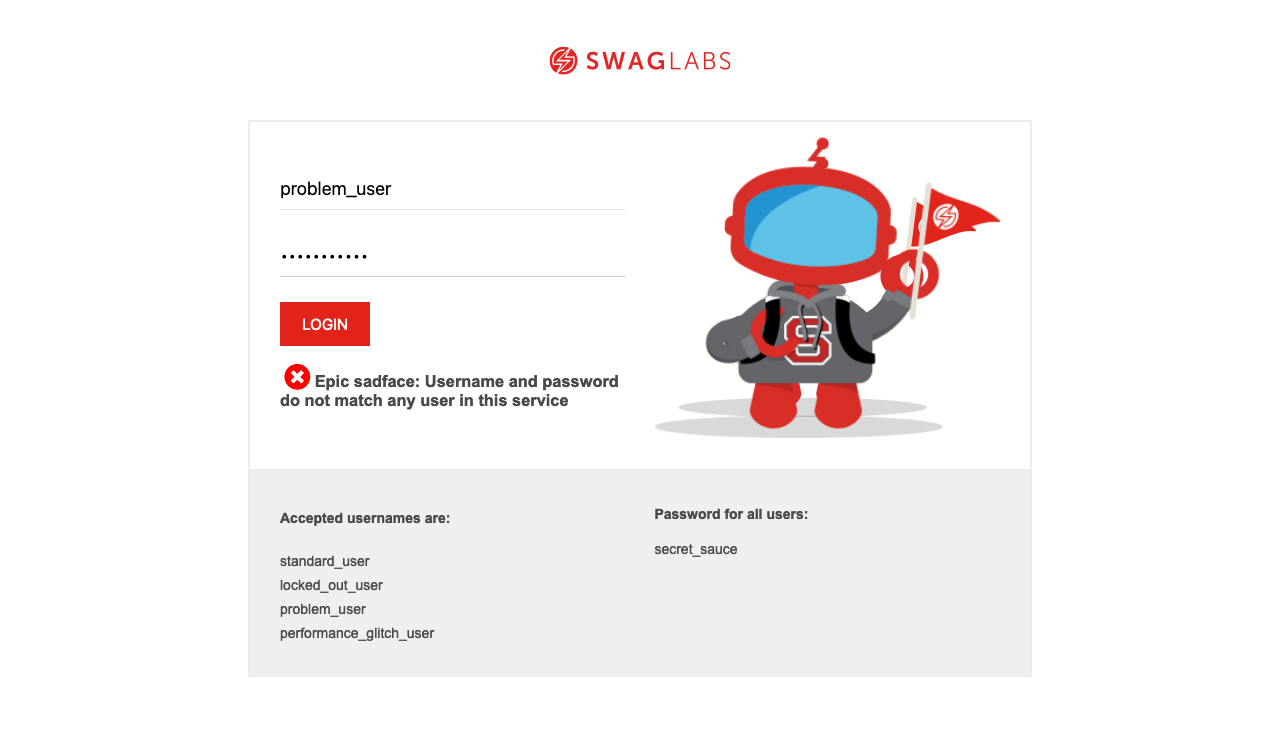 SWAGLABS
problem_user
•••••••••••
LOGIN
Epic sadface: Username and password
do not match any user in this service
S
Accepted usernames are:
standard_user
locked_out_user
problem_user
performance_glitch_user
Password for all users:
secret_sauce